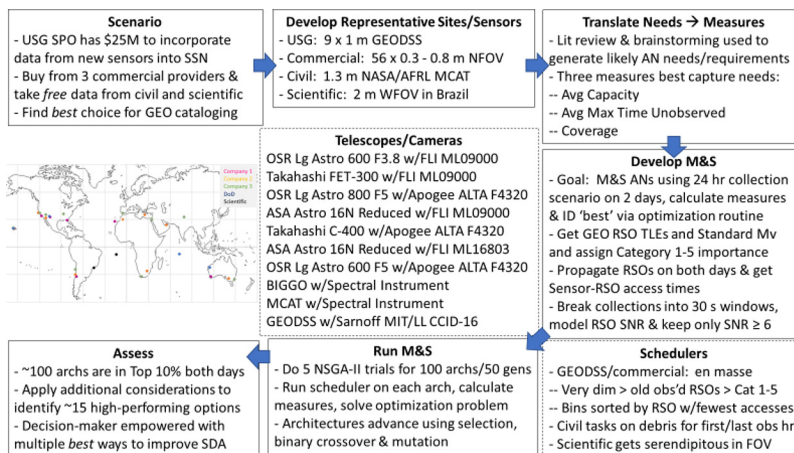 Scenario
- USG SPO has $25M to incorporate
data from new sensors into SSN
- Buy from 3 commercial providers &
take free data from civil and scientific
- Find best choice for GEO cataloging
Develop Representative Sites/Sensors
- USG: 9 x 1 m GEODSS
- Commercial: 56 x 0.3 - 0.8 m NFOV
- Civil: 1.3 m NASA/AFRL MCAT
- Scientific: 2 m WFOV in Brazil
Translate Needs → Measures
- Lit review & brainstorming used to
generate likely AN needs/requirements
- Three measures best capture needs:
-- Avg Capacity
-- Avg Max Time Unobserved
-- Coverage
Company 1
Company 2
Company 3
DoD
Scientific
Telescopes/Cameras
OSR Lg Astro 600 F3.8 w/FLI ML09000
Takahashi FET-300 w/FLI ML09000
OSR Lg Astro 800 F5 w/Apogee ALTA F4320
ASA Astro 16N Reduced w/FLI ML09000
Takahashi C-400 w/Apogee ALTA F4320
ASA Astro 16N Reduced w/FLI ML16803
OSR Lg Astro 600 F5 w/Apogee ALTA F4320
BIGGO w/Spectral Instrument
MCAT w/Spectral Instrument
GEODSS w/Sarnoff MIT/LL CCID-16
Develop M&S
- Goal: M&S ANs using 24 hr collection
scenario on 2 days, calculate measures
& ID 'best' via optimization routine
- Get GEO RSO TLEs and Standard Mv
and assign Category 1-5 importance
- Propagate RSOs on both days & get
Sensor-RSO access times
- Break collections into 30 s windows,
model RSO SNR & keep only SNR ≥ 6
Assess
- ~100 archs are in Top 10% both days
- Apply additional considerations to
identify ~15 high-performing options
- Decision-maker empowered with
multiple best ways to improve SDA
Run M&S
- Do 5 NSGA-II trials for 100 archs/50 gens
- Run scheduler on each arch, calculate
measures, solve optimization problem
- Architectures advance using selection,
binary crossover & mutation
Schedulers
- GEODSS/commercial: en masse
-- Very dim > old obs'd RSOs > Cat 1-5
-- Bins sorted by RSO w/fewest accesses
- Civil tasks on debris for first/last obs hr
- Scientific gets serendipitous in FOV